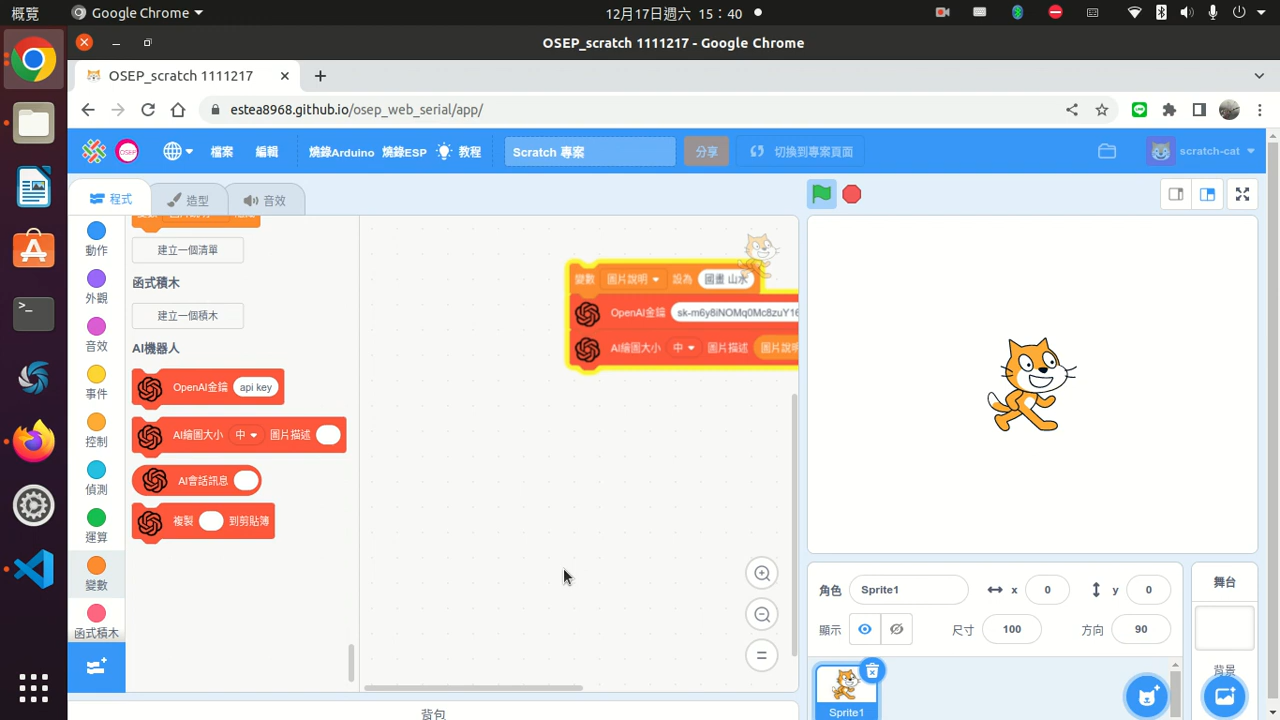 概覽
Google Chrome
12月17日週六 15：40
OSEP_scratch 1111217 - Google Chrome
OSEP_scratch 1111217
estea8968.github.io/osep_web_serial/app/
OSEP
檔案
編輯
燒錄Arduino
燒錄ESP
教程
Scratch 專案
分享
切換到專案頁面
scratch-cat
程式
造型
音效
動作
外觀
音效
事件
控制
偵測
運算
變數
函式積木
建立一個清單
函式積木
建立一個積木
AI機器人
OpenAI金鑰 api key
AI繪圖大小 中 圖片描述
AI會話訊息
複製 到剪貼簿
變數 圖片說明 設為 國畫 山水
OpenAI金鑰
AI繪圖大小 中 圖片描述 圖片說明
背包
角色 Sprite1 x 0 y 0
顯示 尺寸 100 方向 90
Sprite1
舞台
背景